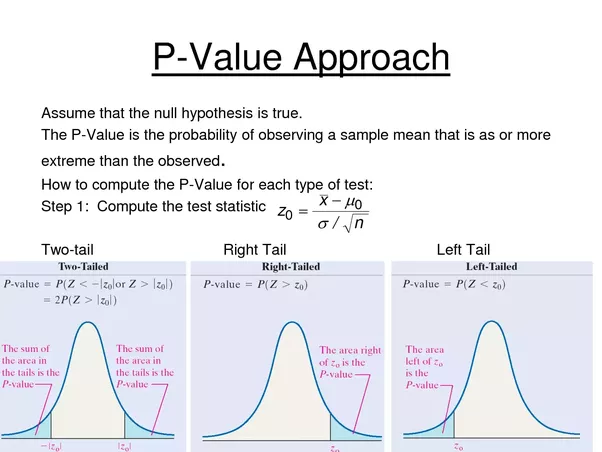 P-Value Approach
Assume that the null hypothesis is true.
The P-Value is the probability of observing a sample mean that is as or more
extreme than the observed.
How to compute the P-Value for each type of test:
Step 1: Compute the test statistic z₀ = (x̄ − μ₀) / (σ / √n)
Two-tail Right Tail Left Tail
Two-Tailed
P-value = P(Z < −|z₀| or Z > |z₀|)
= 2P(Z > |z₀|)
The sum of
the area in
the tails is the
P-value
The sum of
the area in
the tails is the
P-value
−|z₀| |z₀|
Right-Tailed
P-value = P(Z > z₀)
The area right
of z₀ is the
P-value
z₀
Left-Tailed
P-value = P(Z < z₀)
The area
left of z₀
is the
P-value
z₀